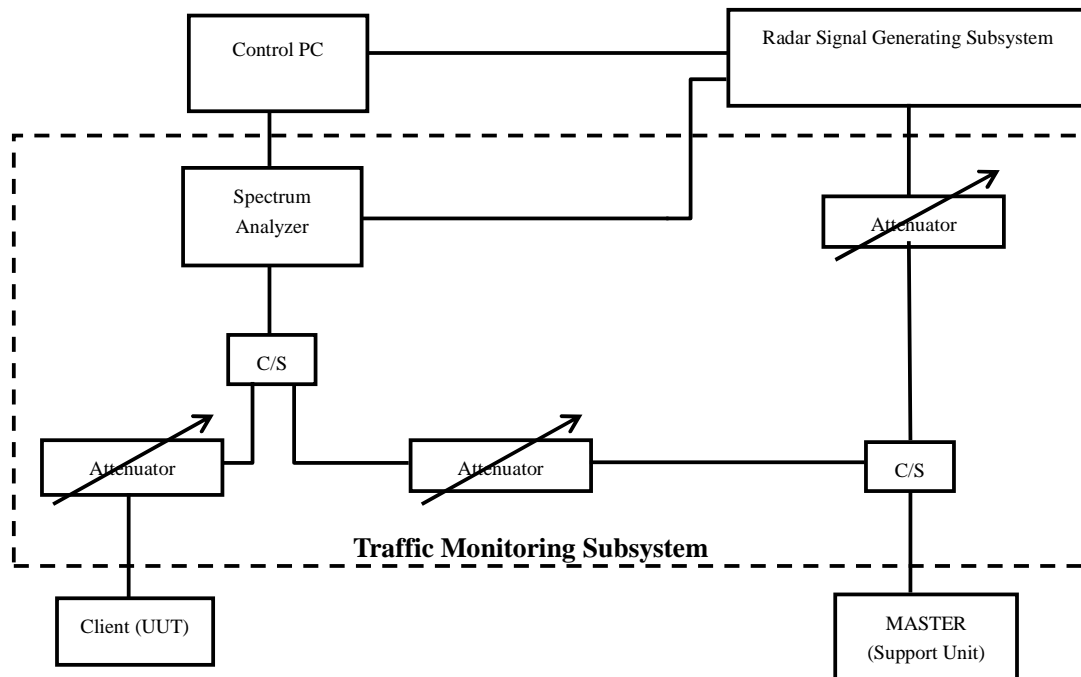 Control PC
Radar Signal Generating Subsystem
Spectrum
Analyzer
Attenuator
C/S
Attenuator
Attenuator
C/S
Traffic Monitoring Subsystem
Client (UUT)
MASTER
(Support Unit)